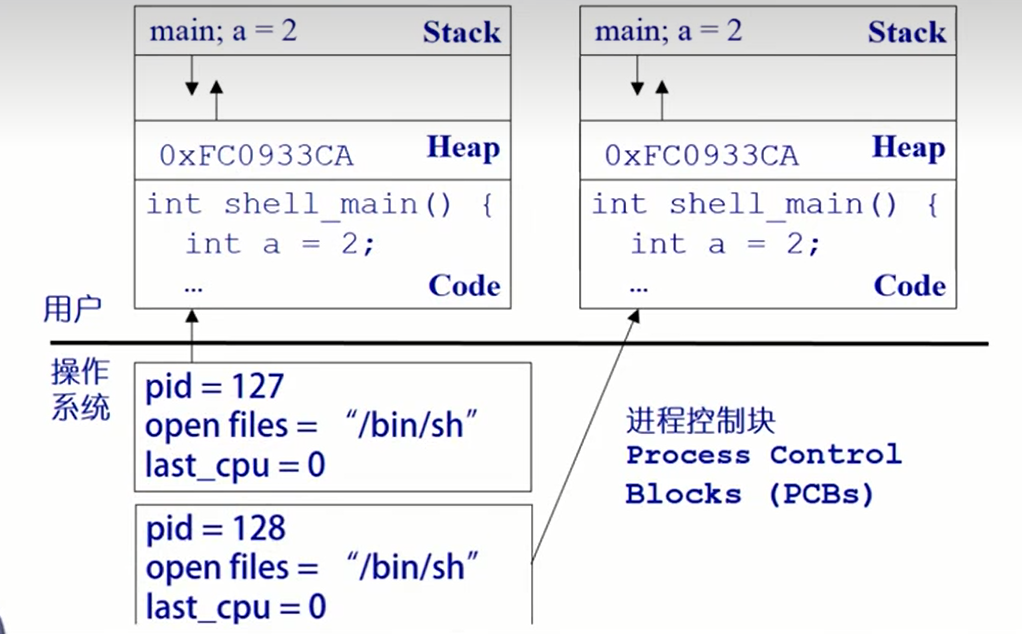 main; a = 2 Stack
0xFC0933CA Heap
int shell_main() {
int a = 2;
... Code
main; a = 2 Stack
0xFC0933CA Heap
int shell_main() {
int a = 2;
... Code
用户
操作
系统
pid = 127
open files = “/bin/sh”
last_cpu = 0
pid = 128
open files = “/bin/sh”
last_cpu = 0
进程控制块
Process Control
Blocks (PCBs)